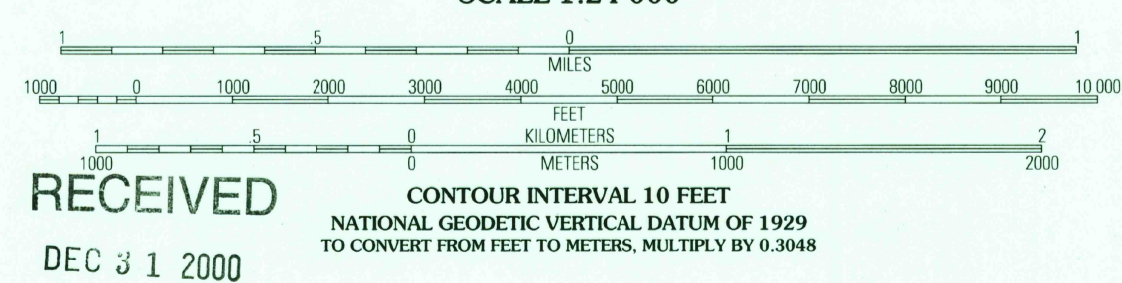 SCALE 1:24 000
1 .5 0 1
MILES
1000 0 1000 2000 3000 4000 5000 6000 7000 8000 9000 10 000
FEET
1 .5 0 KILOMETERS 1 2
1000 0 METERS 1000 2000
RECEIVED
DEC 31 2000
CONTOUR INTERVAL 10 FEET
NATIONAL GEODETIC VERTICAL DATUM OF 1929
TO CONVERT FROM FEET TO METERS, MULTIPLY BY 0.3048